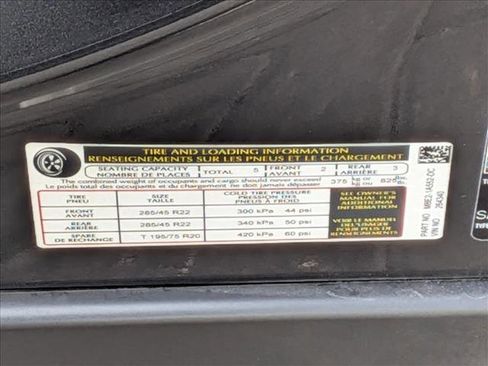 TIRE AND LOADING INFORMATION
RENSEIGNEMENTS SUR LES PNEUS ET LE CHARGEMENT
SEATING CAPACITY
NOMBRE DE PLACES
TOTAL 5
FRONT
AVANT 2
REAR
ARRIÈRE 3
The combined weight of occupants and cargo should never exceed
Le poids total des occupants et du chargement ne doit jamais dépasser
375 kg or
kg ou
lbs.
TIRE
PNEU
SIZE
TAILLE
COLD TIRE PRESSURE
PRESSION DES
PNEUS À FROID
FRONT
AVANT
285/45 R22
300 kPa 44 psi
REAR
ARRIÈRE
285/45 R22
340 kPa 50 psi
SPARE
DE RECHANGE
T 195/75 R20
420 kPa 60 psi
SEE OWNER'S
MANUAL FOR
ADDITIONAL
INFORMATION
VOIR LE MANUEL
POUR PLUS DE
RENSEIGNEMENTS
PART NO
VIN NO